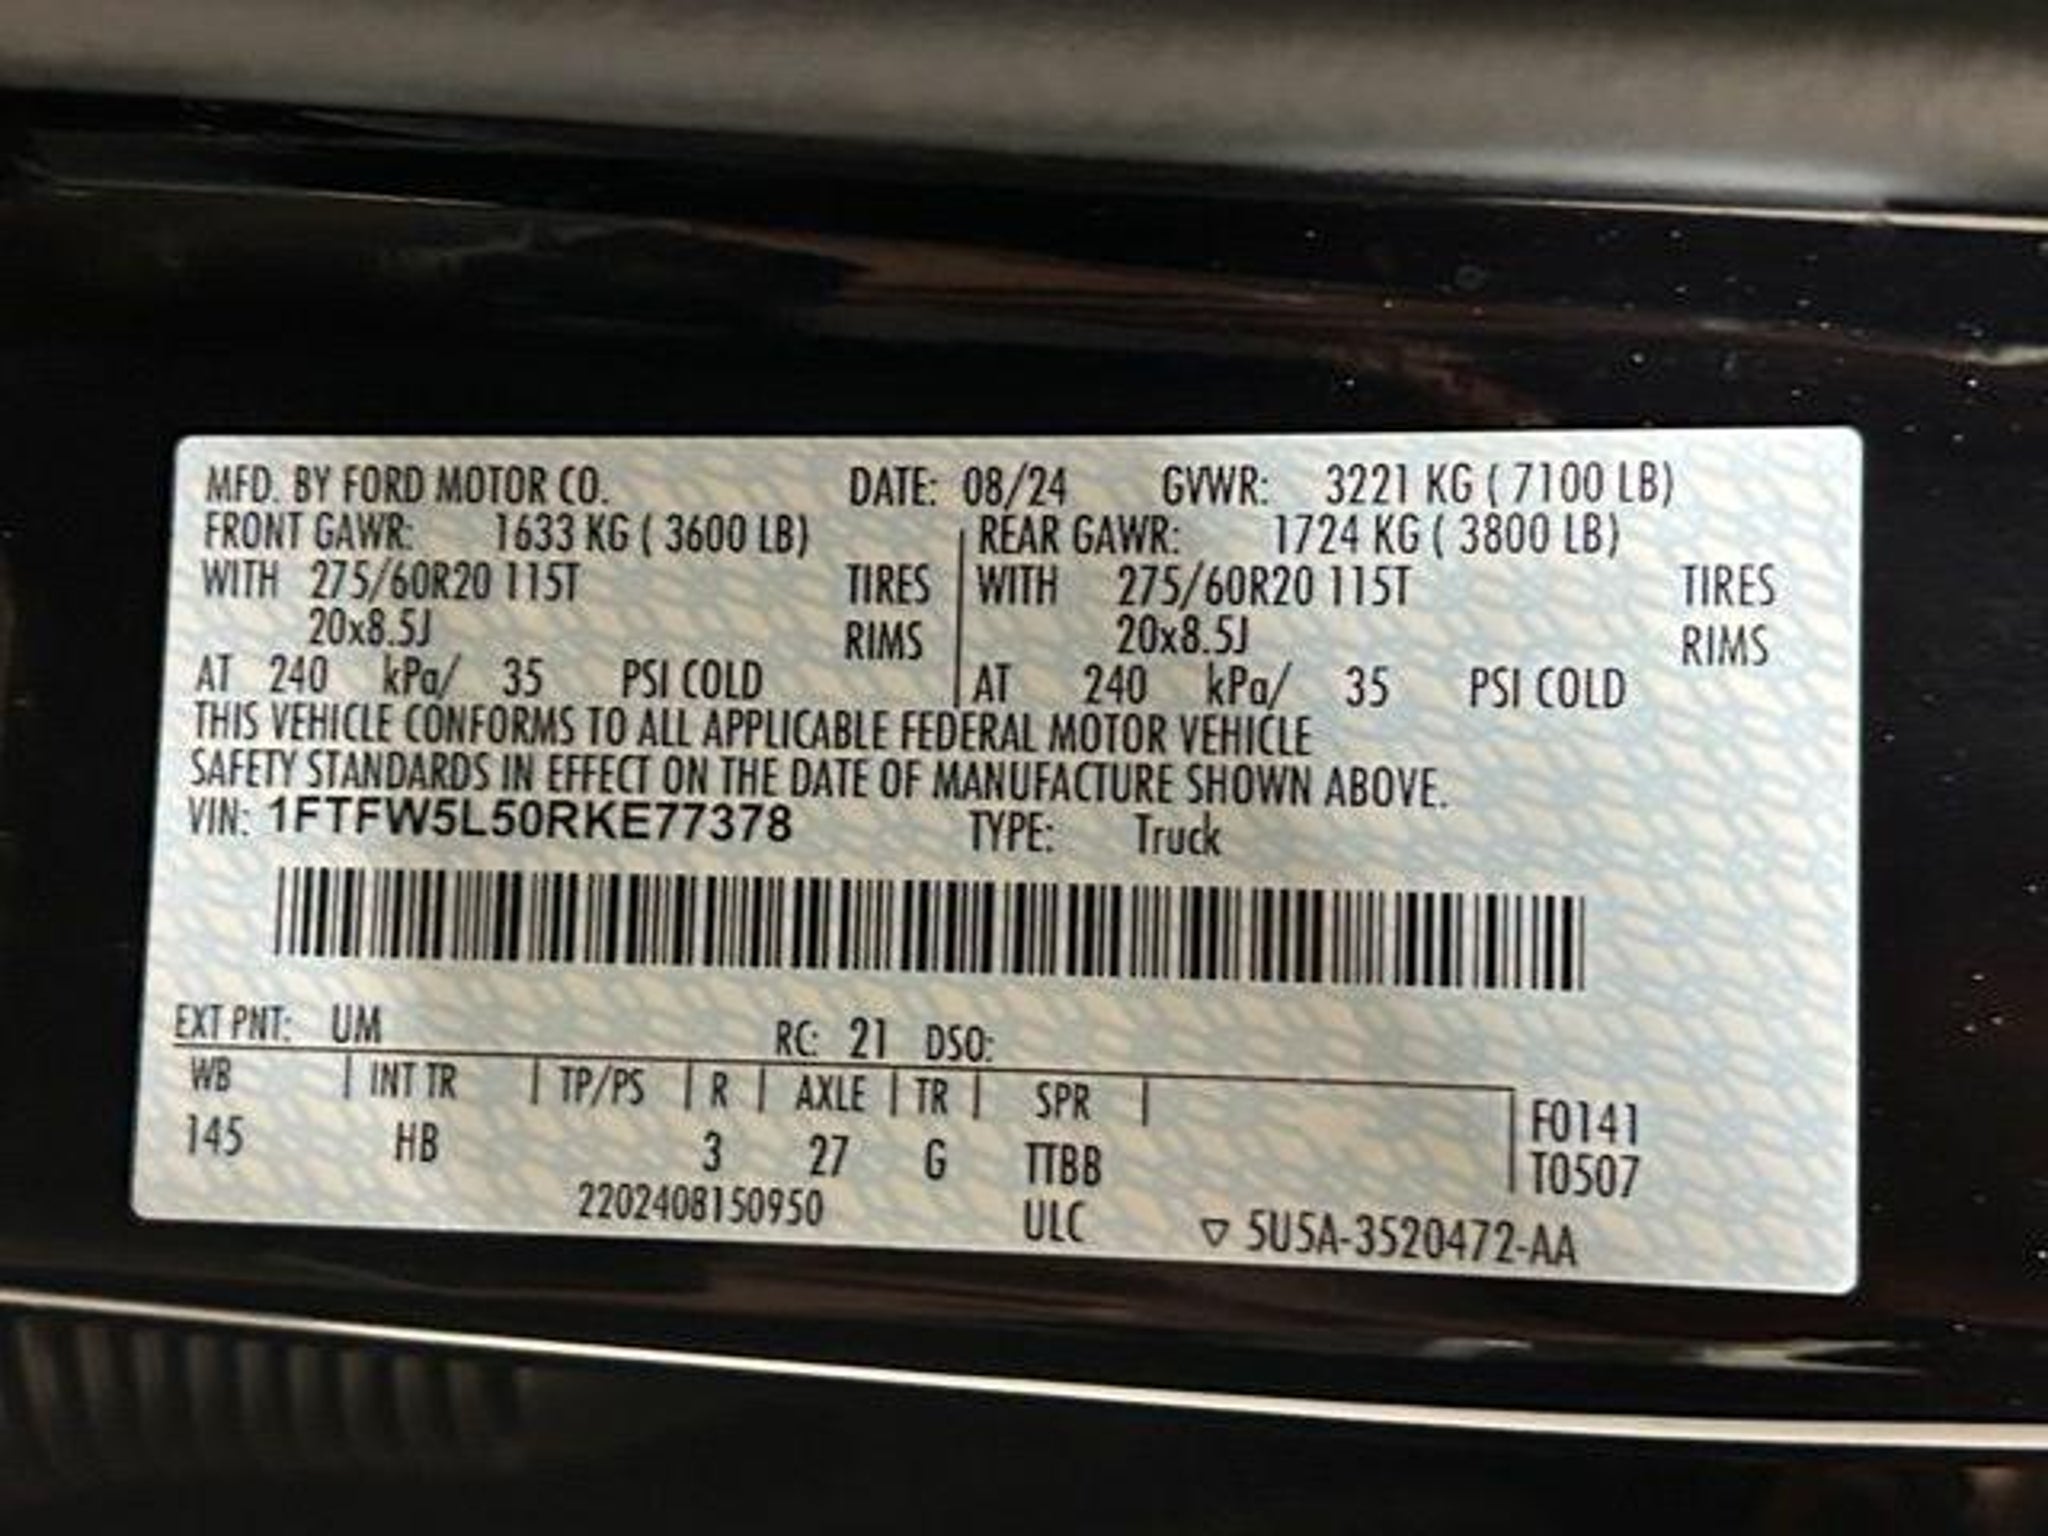 MFD. BY FORD MOTOR CO. DATE: 08/24 GVWR: 3221 KG ( 7100 LB)
FRONT GAWR: 1633 KG ( 3600 LB) REAR GAWR: 1724 KG ( 3800 LB)
WITH 275/60R20 115T TIRES WITH 275/60R20 115T TIRES
20x8.5J RIMS 20x8.5J RIMS
AT 240 kPa/ 35 PSI COLD AT 240 kPa/ 35 PSI COLD
THIS VEHICLE CONFORMS TO ALL APPLICABLE FEDERAL MOTOR VEHICLE
SAFETY STANDARDS IN EFFECT ON THE DATE OF MANUFACTURE SHOWN ABOVE.
VIN: 1FTFW5L50RKE77378 TYPE: Truck
EXT PNT: UM RC: 21 DSO:
WB INT TR TP/PS R AXLE TR SPR F0141
145 HB 3 27 G TTBB T0507
2202408150950 ULC ▽ 5U5A-3520472-AA